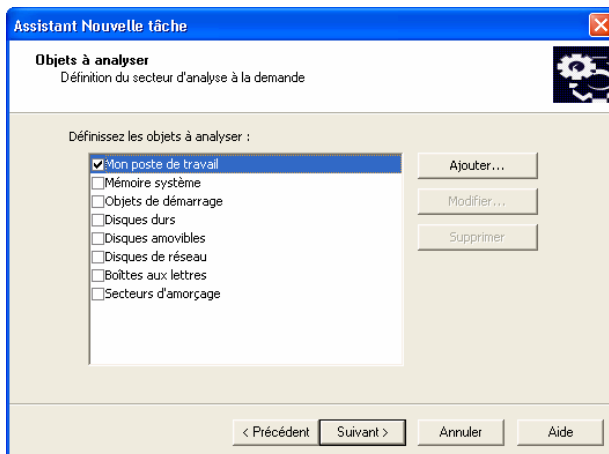 Assistant Nouvelle tâche
Objets à analyser
Définition du secteur d'analyse à la demande
Définissez les objets à analyser :
Mon poste de travail
Mémoire système
Objets de démarrage
Disques durs
Disques amovibles
Disques de réseau
Boîttes aux lettres
Secteurs d'amorçage
Ajouter...
Modifier...
Supprimer
< Précédent
Suivant >
Annuler
Aide